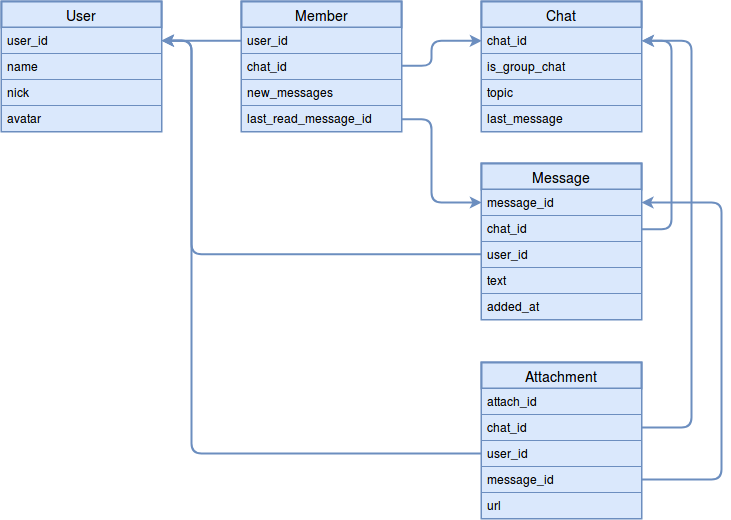 User
user_id
name
nick
avatar
Member
user_id
chat_id
new_messages
last_read_message_id
Chat
chat_id
is_group_chat
topic
last_message
Message
message_id
chat_id
user_id
text
added_at
Attachment
attach_id
chat_id
user_id
message_id
url